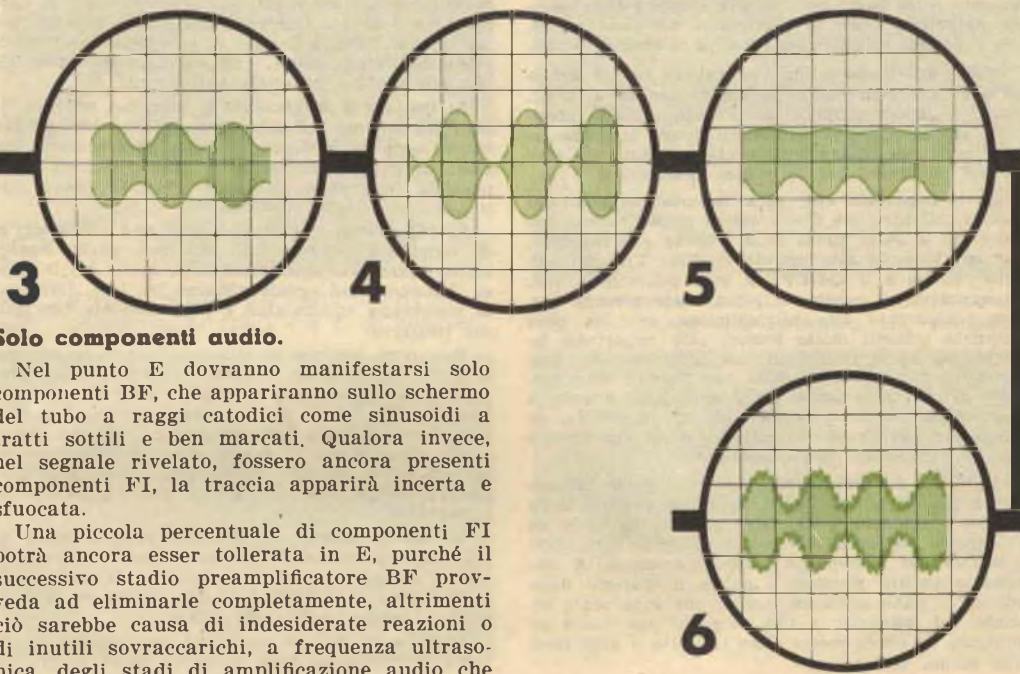 3
4
5
Solo componenti audio.
Nel punto E dovranno manifestarsi solo
componenti BF, che appariranno sullo schermo
del tubo a raggi catodici come sinusoidi a
tratti sottili e ben marcati. Qualora invece,
nel segnale rivelato, fossero ancora presenti
componenti FI, la traccia apparirà incerta e
sfuocata.
Una piccola percentuale di componenti FI
potrà ancora esser tollerata in E, purché il
successivo stadio preamplificatore BF prov-
veda ad eliminarle completamente, altrimenti
ciò sarebbe causa di indesiderate reazioni o
di inutili sovraccarichi, a frequenza ultraso-
nica, degli stadi di amplificazione audio che
6